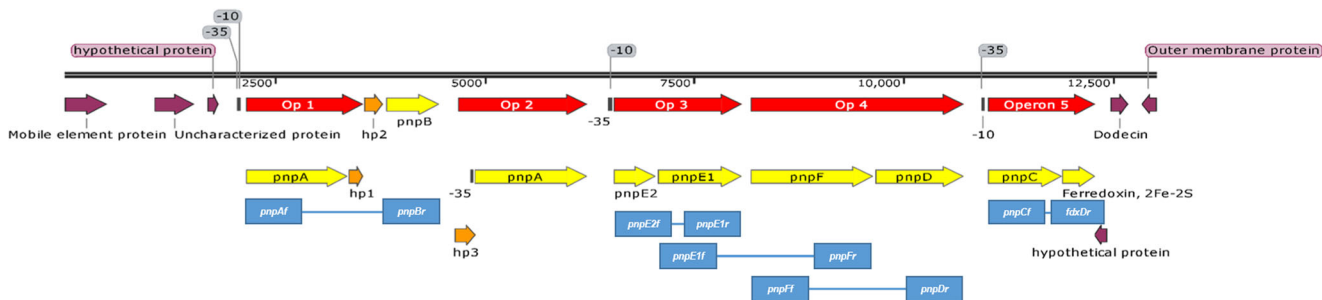 -10
-35
hypothetical protein
-10
-35
Outer membrane protein
2500
5000
7500
10,000
12,500
Op 1
Op 2
Op 3
Op 4
Operon 5
Mobile element protein
Uncharacterized protein
hp2
pnpB
-35
-10
Dodecin
pnpA
hp1
-35
pnpA
pnpE2
pnpE1
pnpF
pnpD
pnpC
Ferredoxin, 2Fe-2S
pnpAf
pnpBr
pnpE2f
pnpE1r
pnpCf
fdxDr
hp3
hypothetical protein
pnpE1f
pnpFr
pnpFf
pnpDr